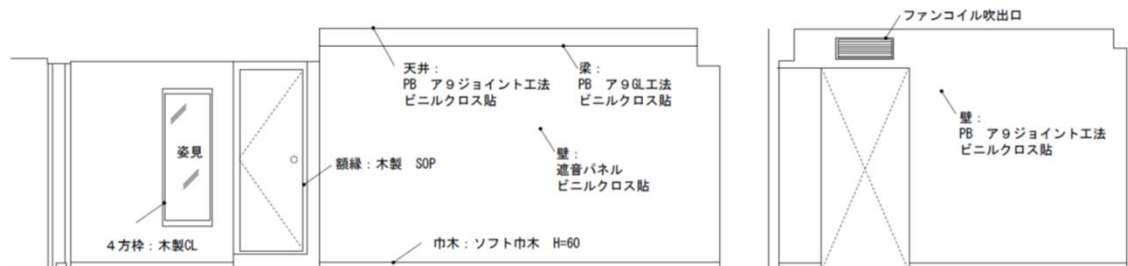 ファンコイル吹出口
天井：
PB ア９ジョイント工法
ビニルクロス貼
梁：
PB ア９GL工法
ビニルクロス貼
壁：
PB ア９ジョイント工法
ビニルクロス貼
姿見
額縁：木製 SOP
壁：
遮音パネル
ビニルクロス貼
４方枠：木製CL
巾木：ソフト巾木 H=60